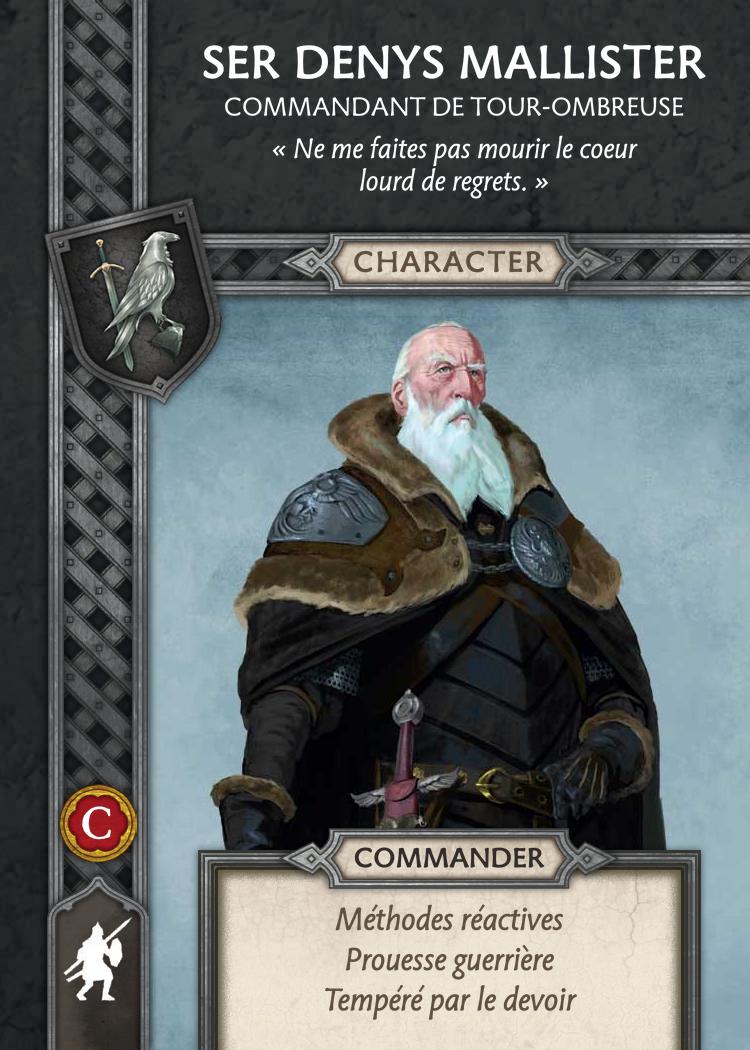 SER DENYS MALLISTER
COMMANDANT DE TOUR-OMBREUSE
« Ne me faites pas mourir le coeur
lourd de regrets. »
CHARACTER
C
COMMANDER
Méthodes réactives
Prouesse guerrière
Tempéré par le devoir